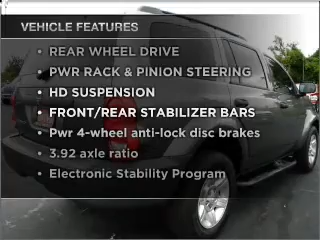 VEHICLE FEATURES
• REAR WHEEL DRIVE
• PWR RACK & PINION STEERING
• HD SUSPENSION
• FRONT/REAR STABILIZER BARS
• Pwr 4-wheel anti-lock disc brakes
• 3.92 axle ratio
• Electronic Stability Program